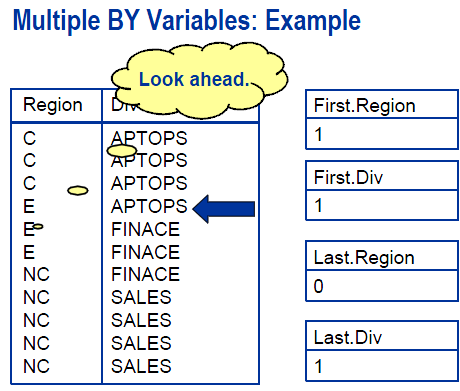 Multiple BY Variables: Example
Look ahead.
Region Div
C APTOPS
C APTOPS
C APTOPS
E APTOPS
E FINACE
E FINACE
NC FINACE
NC SALES
NC SALES
NC SALES
NC SALES
First.Region
1
First.Div
1
Last.Region
0
Last.Div
1